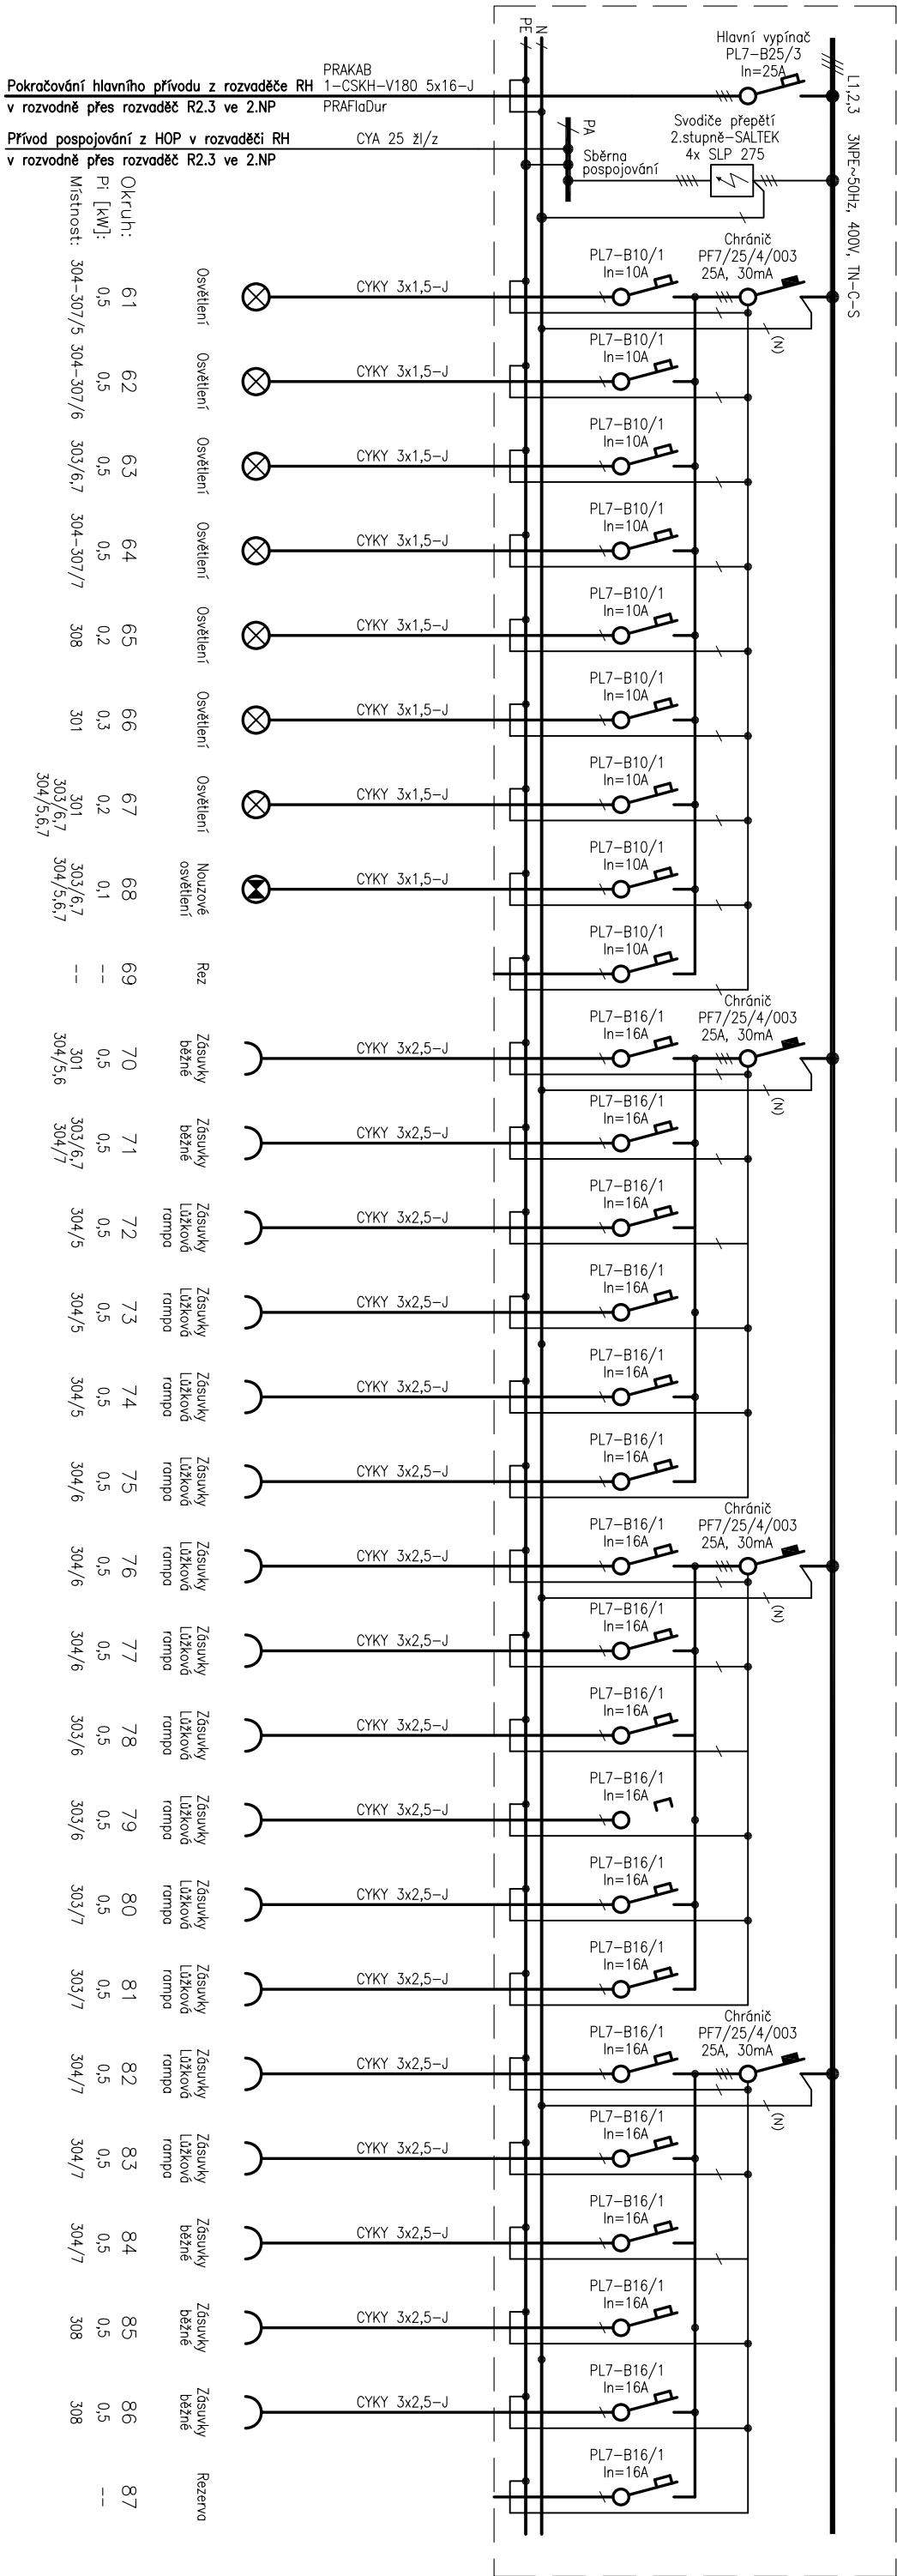 PE
N
Hlavní vypínač
PL7-B25/3
In=25A
L1,2,3 3NPE~50Hz, 400V, TN-C-S
Pokračování hlavního přívodu z rozvaděče RH
v rozvodně přes rozvaděč R2.3 ve 2.NP
PRAKAB
1-CSKH-V180 5x16-J
PRAFlaDur
Přívod pospojování z HOP v rozvaděči RH
v rozvodně přes rozvaděč R2.3 ve 2.NP
CYA 25 žl/z
PA
Sběrna
pospojování
Svodiče přepětí
2.stupně-SALTEK
4x SLP 275
Okruh:
Pi [kW]:
Místnost:
Chránič
PF7/25/4/003
25A, 30mA
(N)
PL7-B10/1
In=10A
CYKY 3x1,5-J
Osvětlení
61
0,5
304-307/5
PL7-B10/1
In=10A
CYKY 3x1,5-J
Osvětlení
62
0,5
304-307/6
PL7-B10/1
In=10A
CYKY 3x1,5-J
Osvětlení
63
0,5
303/6,7
PL7-B10/1
In=10A
CYKY 3x1,5-J
Osvětlení
64
0,5
304-307/7
PL7-B10/1
In=10A
CYKY 3x1,5-J
Osvětlení
65
0,2
308
PL7-B10/1
In=10A
CYKY 3x1,5-J
Osvětlení
66
0,3
301
PL7-B10/1
In=10A
CYKY 3x1,5-J
Osvětlení
67
0,2
301
303/6,7
304/5,6,7
PL7-B10/1
In=10A
CYKY 3x1,5-J
Nouzové
osvětlení
68
0,1
303/6,7
304/5,6,7
PL7-B10/1
In=10A
Rez
69
--
--
Chránič
PF7/25/4/003
25A, 30mA
(N)
PL7-B16/1
In=16A
CYKY 3x2,5-J
Zásuvky
běžné
70
0,5
301
304/5,6
PL7-B16/1
In=16A
CYKY 3x2,5-J
Zásuvky
běžné
71
0,5
303/6,7
304/7
PL7-B16/1
In=16A
CYKY 3x2,5-J
Zásuvky
Lůžková
rampa
72
0,5
304/5
PL7-B16/1
In=16A
CYKY 3x2,5-J
Zásuvky
Lůžková
rampa
73
0,5
304/5
PL7-B16/1
In=16A
CYKY 3x2,5-J
Zásuvky
Lůžková
rampa
74
0,5
304/5
PL7-B16/1
In=16A
CYKY 3x2,5-J
Zásuvky
Lůžková
rampa
75
0,5
304/6
Chránič
PF7/25/4/003
25A, 30mA
(N)
PL7-B16/1
In=16A
CYKY 3x2,5-J
Zásuvky
Lůžková
rampa
76
0,5
304/6
PL7-B16/1
In=16A
CYKY 3x2,5-J
Zásuvky
Lůžková
rampa
77
0,5
304/6
PL7-B16/1
In=16A
CYKY 3x2,5-J
Zásuvky
Lůžková
rampa
78
0,5
303/6
PL7-B16/1
In=16A
CYKY 3x2,5-J
Zásuvky
Lůžková
rampa
79
0,5
303/6
PL7-B16/1
In=16A
CYKY 3x2,5-J
Zásuvky
Lůžková
rampa
80
0,5
303/7
PL7-B16/1
In=16A
CYKY 3x2,5-J
Zásuvky
Lůžková
rampa
81
0,5
303/7
Chránič
PF7/25/4/003
25A, 30mA
(N)
PL7-B16/1
In=16A
CYKY 3x2,5-J
Zásuvky
Lůžková
rampa
82
0,5
304/7
PL7-B16/1
In=16A
CYKY 3x2,5-J
Zásuvky
Lůžková
rampa
83
0,5
304/7
PL7-B16/1
In=16A
CYKY 3x2,5-J
Zásuvky
běžné
84
0,5
304/7
PL7-B16/1
In=16A
CYKY 3x2,5-J
Zásuvky
běžné
85
0,5
308
PL7-B16/1
In=16A
CYKY 3x2,5-J
Zásuvky
běžné
86
0,5
308
PL7-B16/1
In=16A
Rezerva
87
--